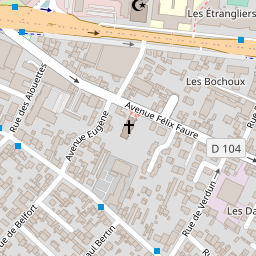 Les Étrangliers
Les Bochoux
Rue des Alouettes
Avenue Eugene
Avenue Félix Faure
D 104
Rue de Verdun
Les Da
Rue de Belfort
Paul Bertin